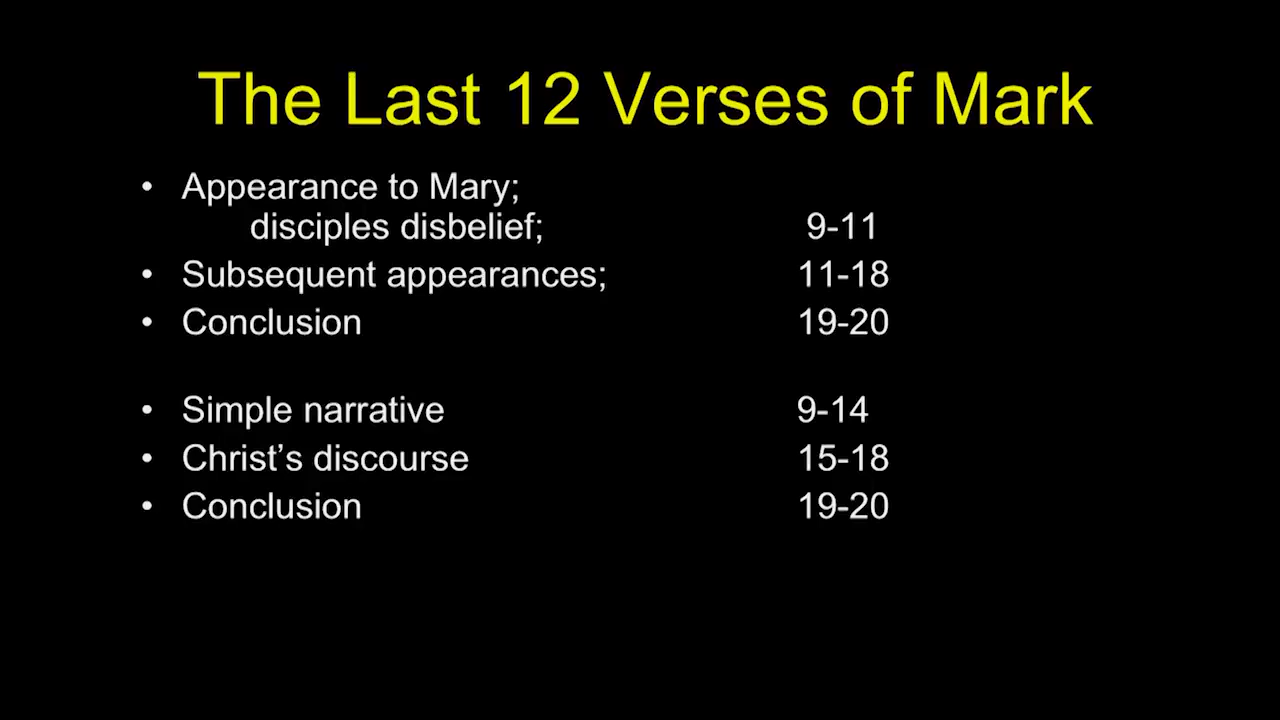 The Last 12 Verses of Mark
• Appearance to Mary;
disciples disbelief; 9-11
• Subsequent appearances; 11-18
• Conclusion 19-20
• Simple narrative 9-14
• Christ’s discourse 15-18
• Conclusion 19-20